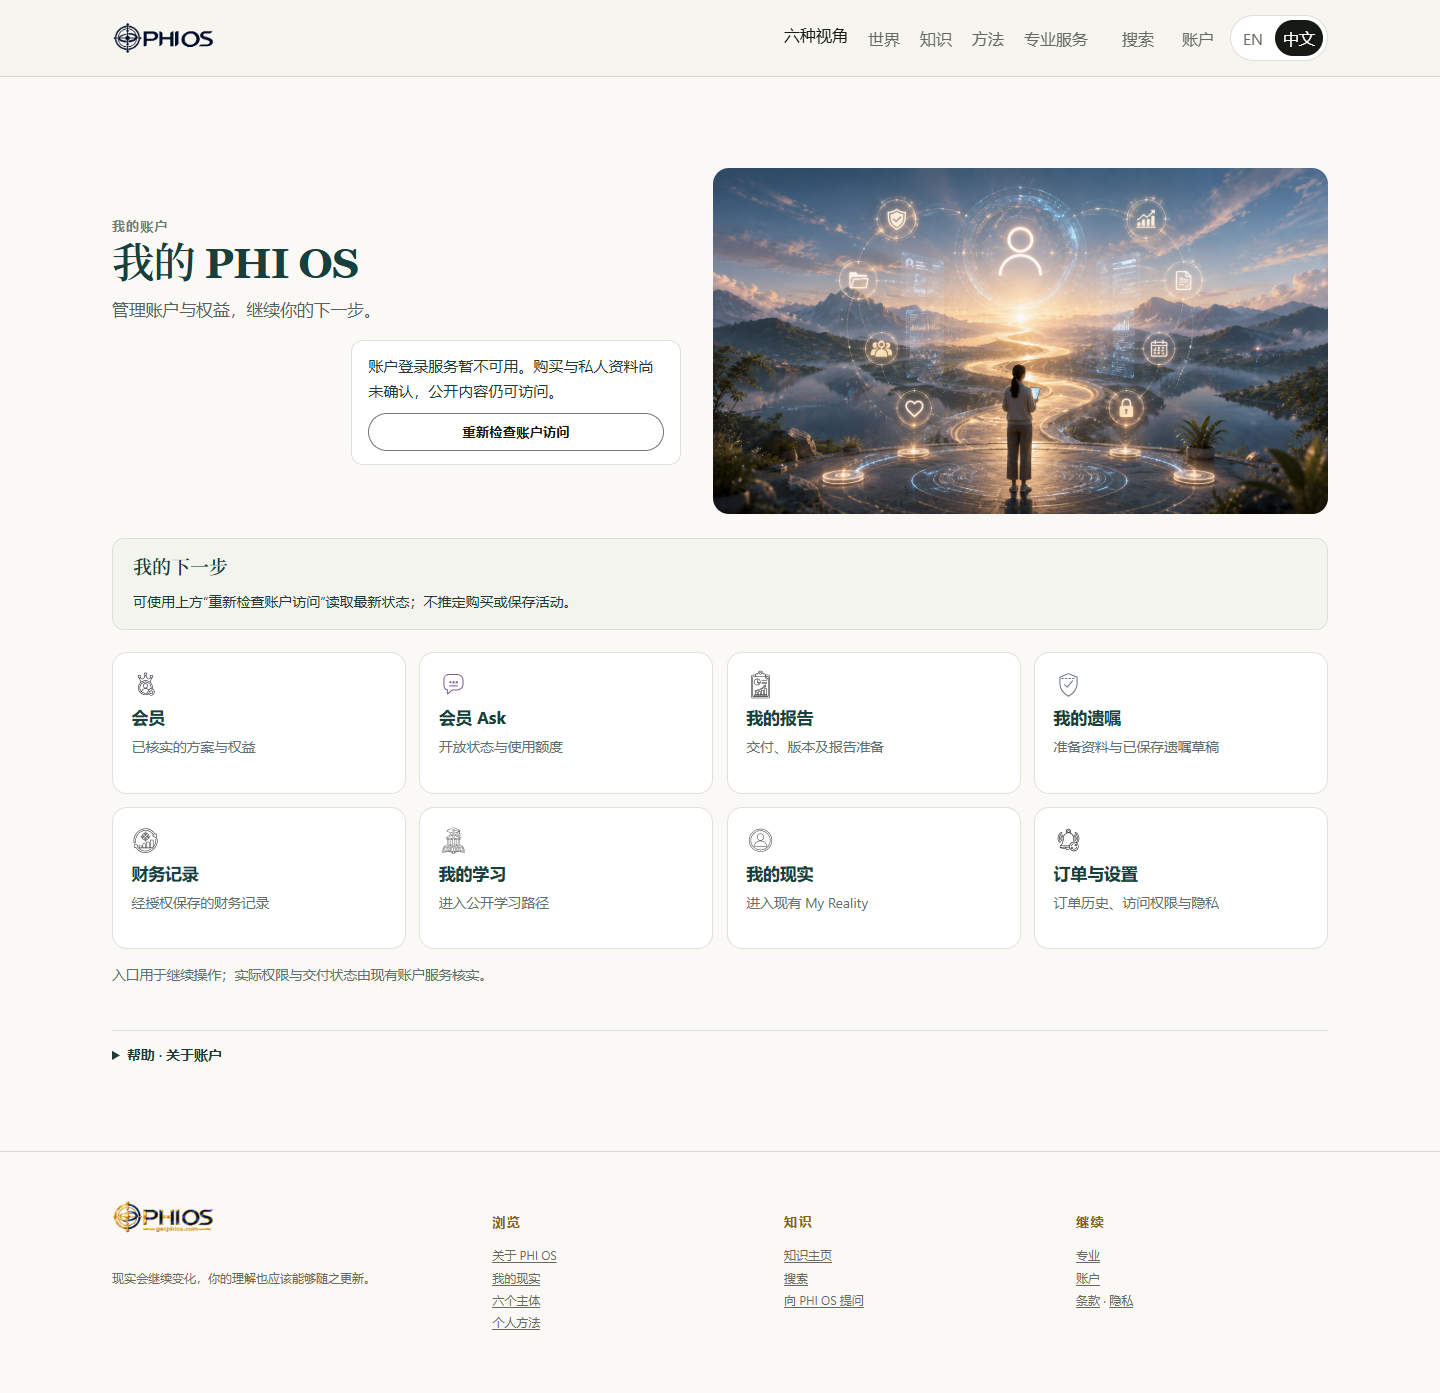 PHIOS
六种视角
世界
知识
方法
专业服务
搜索
账户
EN
中文
我的账户
我的 PHI OS
管理账户与权益，继续你的下一步。
账户登录服务暂不可用。购买与私人资料尚
未确认，公开内容仍可访问。
重新检查账户访问
我的下一步
可使用上方“重新检查账户访问”读取最新状态；不推定购买或保存活动。
会员
已核实的方案与权益
会员 Ask
开放状态与使用额度
我的报告
交付、版本及报告准备
我的遗嘱
准备资料与已保存遗嘱草稿
财务记录
经授权保存的财务记录
我的学习
进入公开学习路径
我的现实
进入现有 My Reality
订单与设置
订单历史、访问权限与隐私
入口用于继续操作；实际权限与交付状态由现有账户服务核实。
帮助 · 关于账户
PHIOS
getphios.com
现实会继续变化，你的理解也应该能够随之更新。
浏览
关于 PHI OS
我的现实
六个主体
个人方法
知识
知识主页
搜索
向 PHI OS 提问
继续
专业
账户
条款 · 隐私